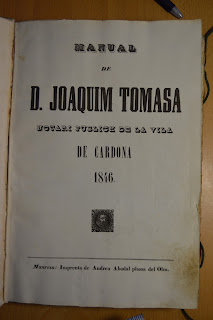 MANUAL
DE
D. JOAQUIM TOMASA
NOTARI PUBLICH DE LA VILA
DE CARDONA
1846.
Manresa: Imprenta de Andreu Abadal plassa del Olm.